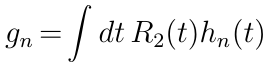 $g_n = \int dt\, R_2(t) h_n(t)$